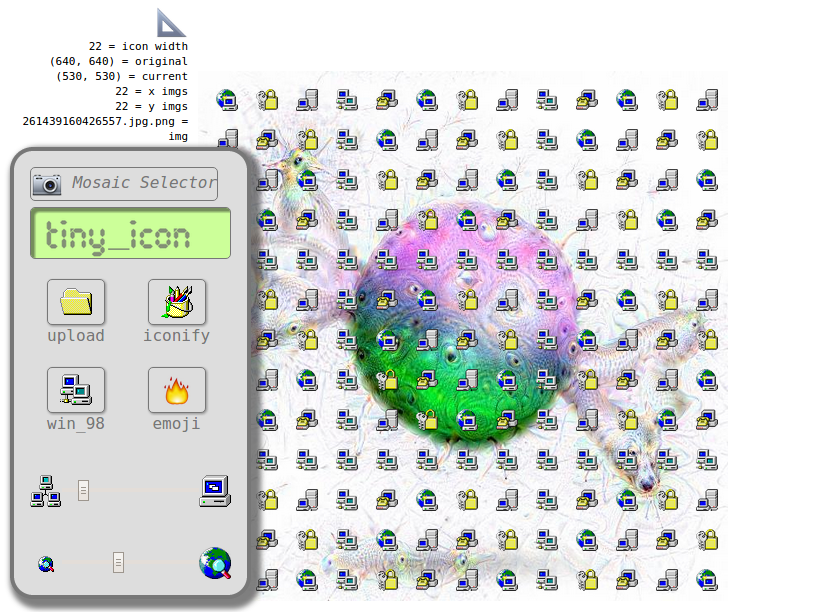 22 = icon width
(640, 640) = original
(530, 530) = current
22 = x imgs
22 = y imgs
261439160426557.jpg.png =
img
Mosaic Selector
tiny_icon
upload
iconify
win_98
emoji